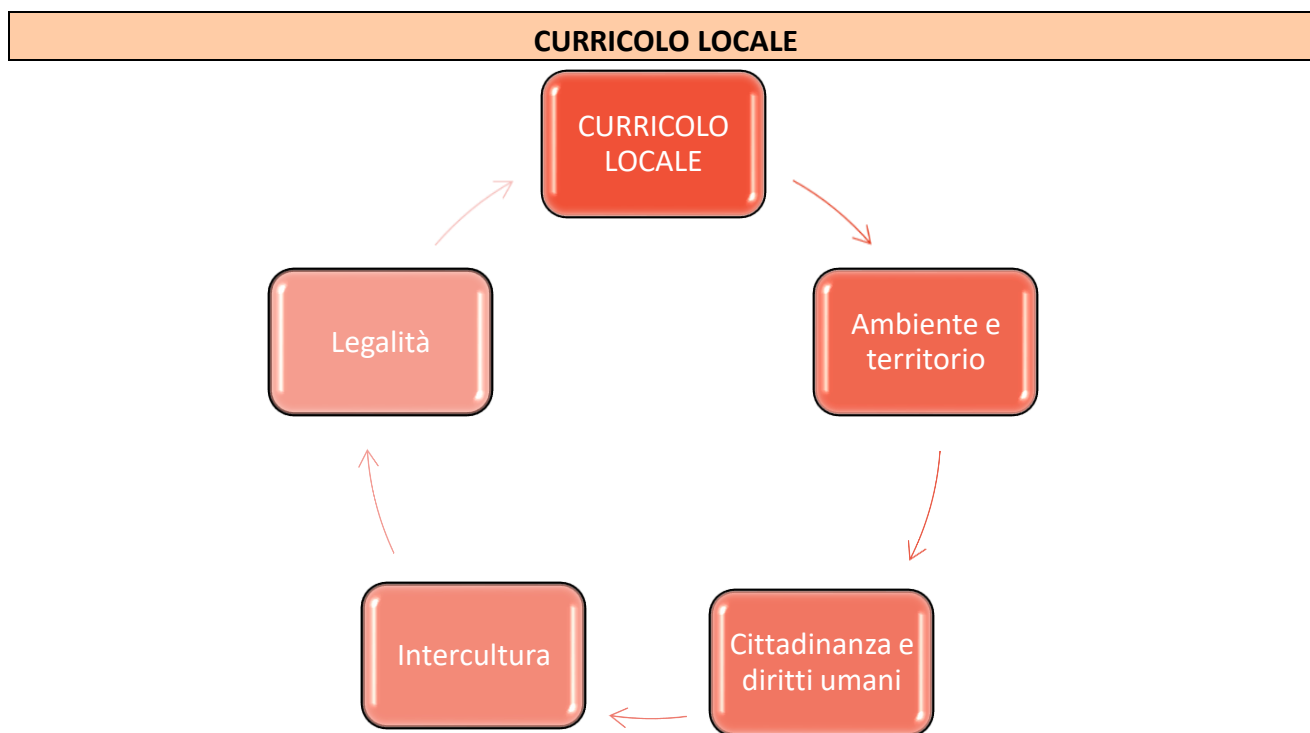 CURRICOLO LOCALE
CURRICOLO
LOCALE
Ambiente e
territorio
Cittadinanza e
diritti umani
Intercultura
Legalità